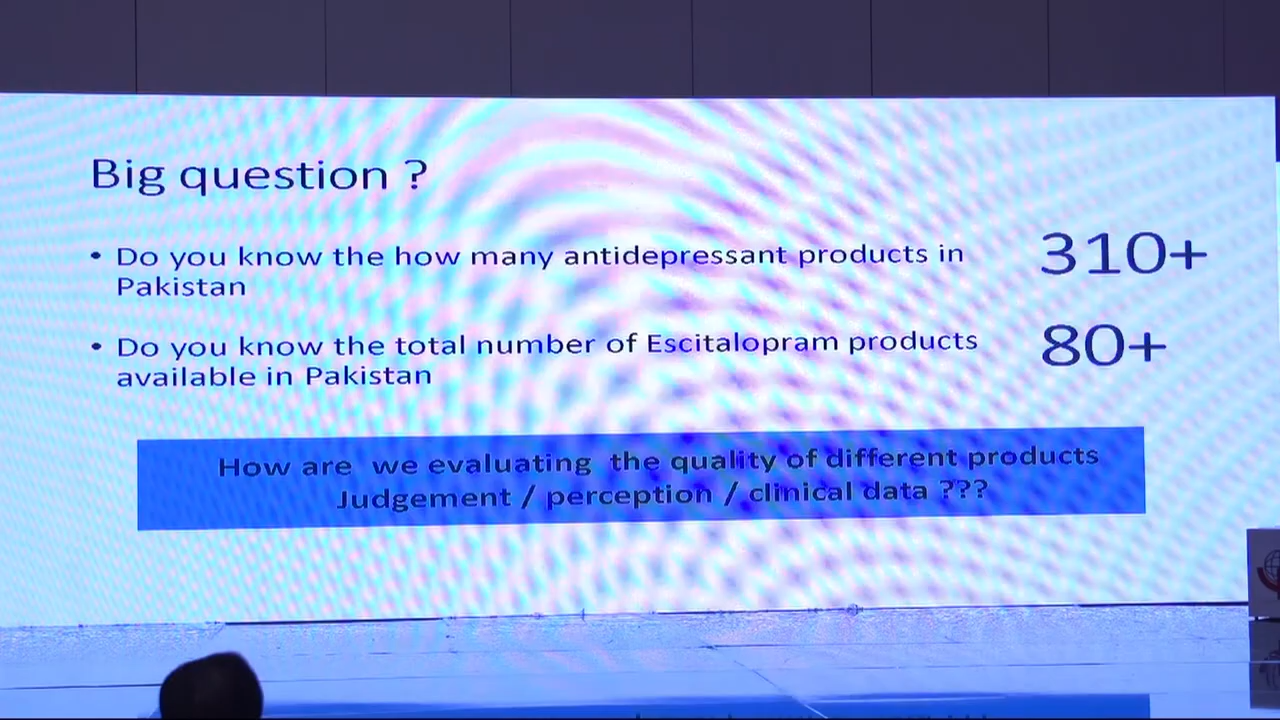 Big question ?
• Do you know the how many antidepressant products in
Pakistan
310+
• Do you know the total number of Escitalopram products
available in Pakistan
80+
How are we evaluating the quality of different products
Judgement / perception / clinical data ???